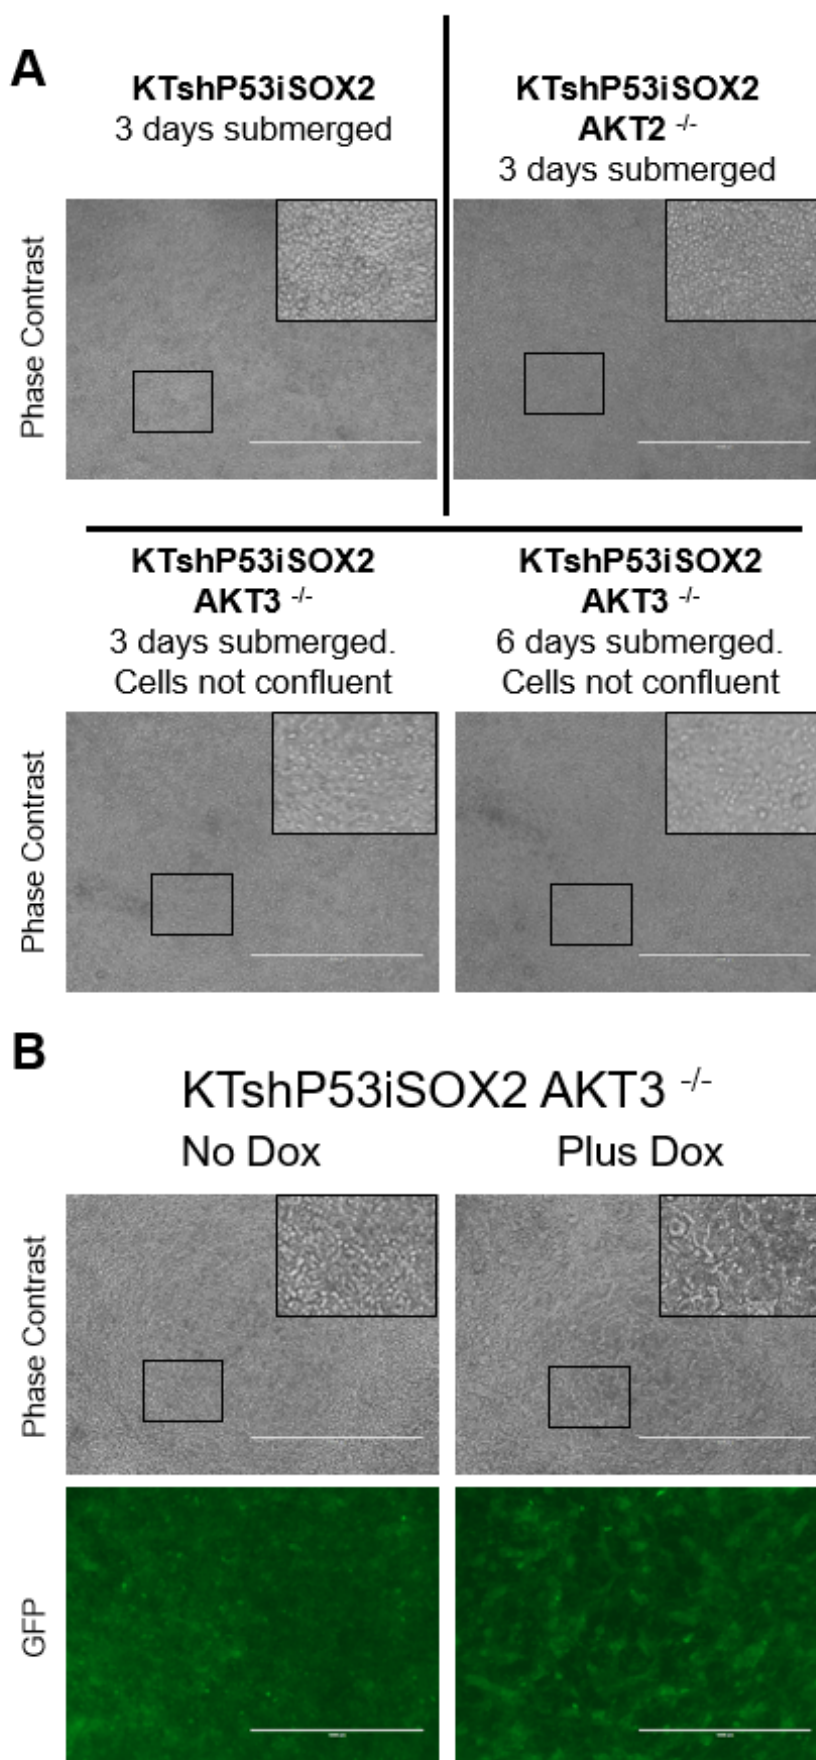 A
KTshP53iSOX2
3 days submerged
KTshP53iSOX2
AKT2 -/-
3 days submerged
Phase Contrast
KTshP53iSOX2
AKT3 -/-
3 days submerged.
Cells not confluent
KTshP53iSOX2
AKT3 -/-
6 days submerged.
Cells not confluent
Phase Contrast
B
KTshP53iSOX2 AKT3 -/-
No Dox
Plus Dox
Phase Contrast
GFP